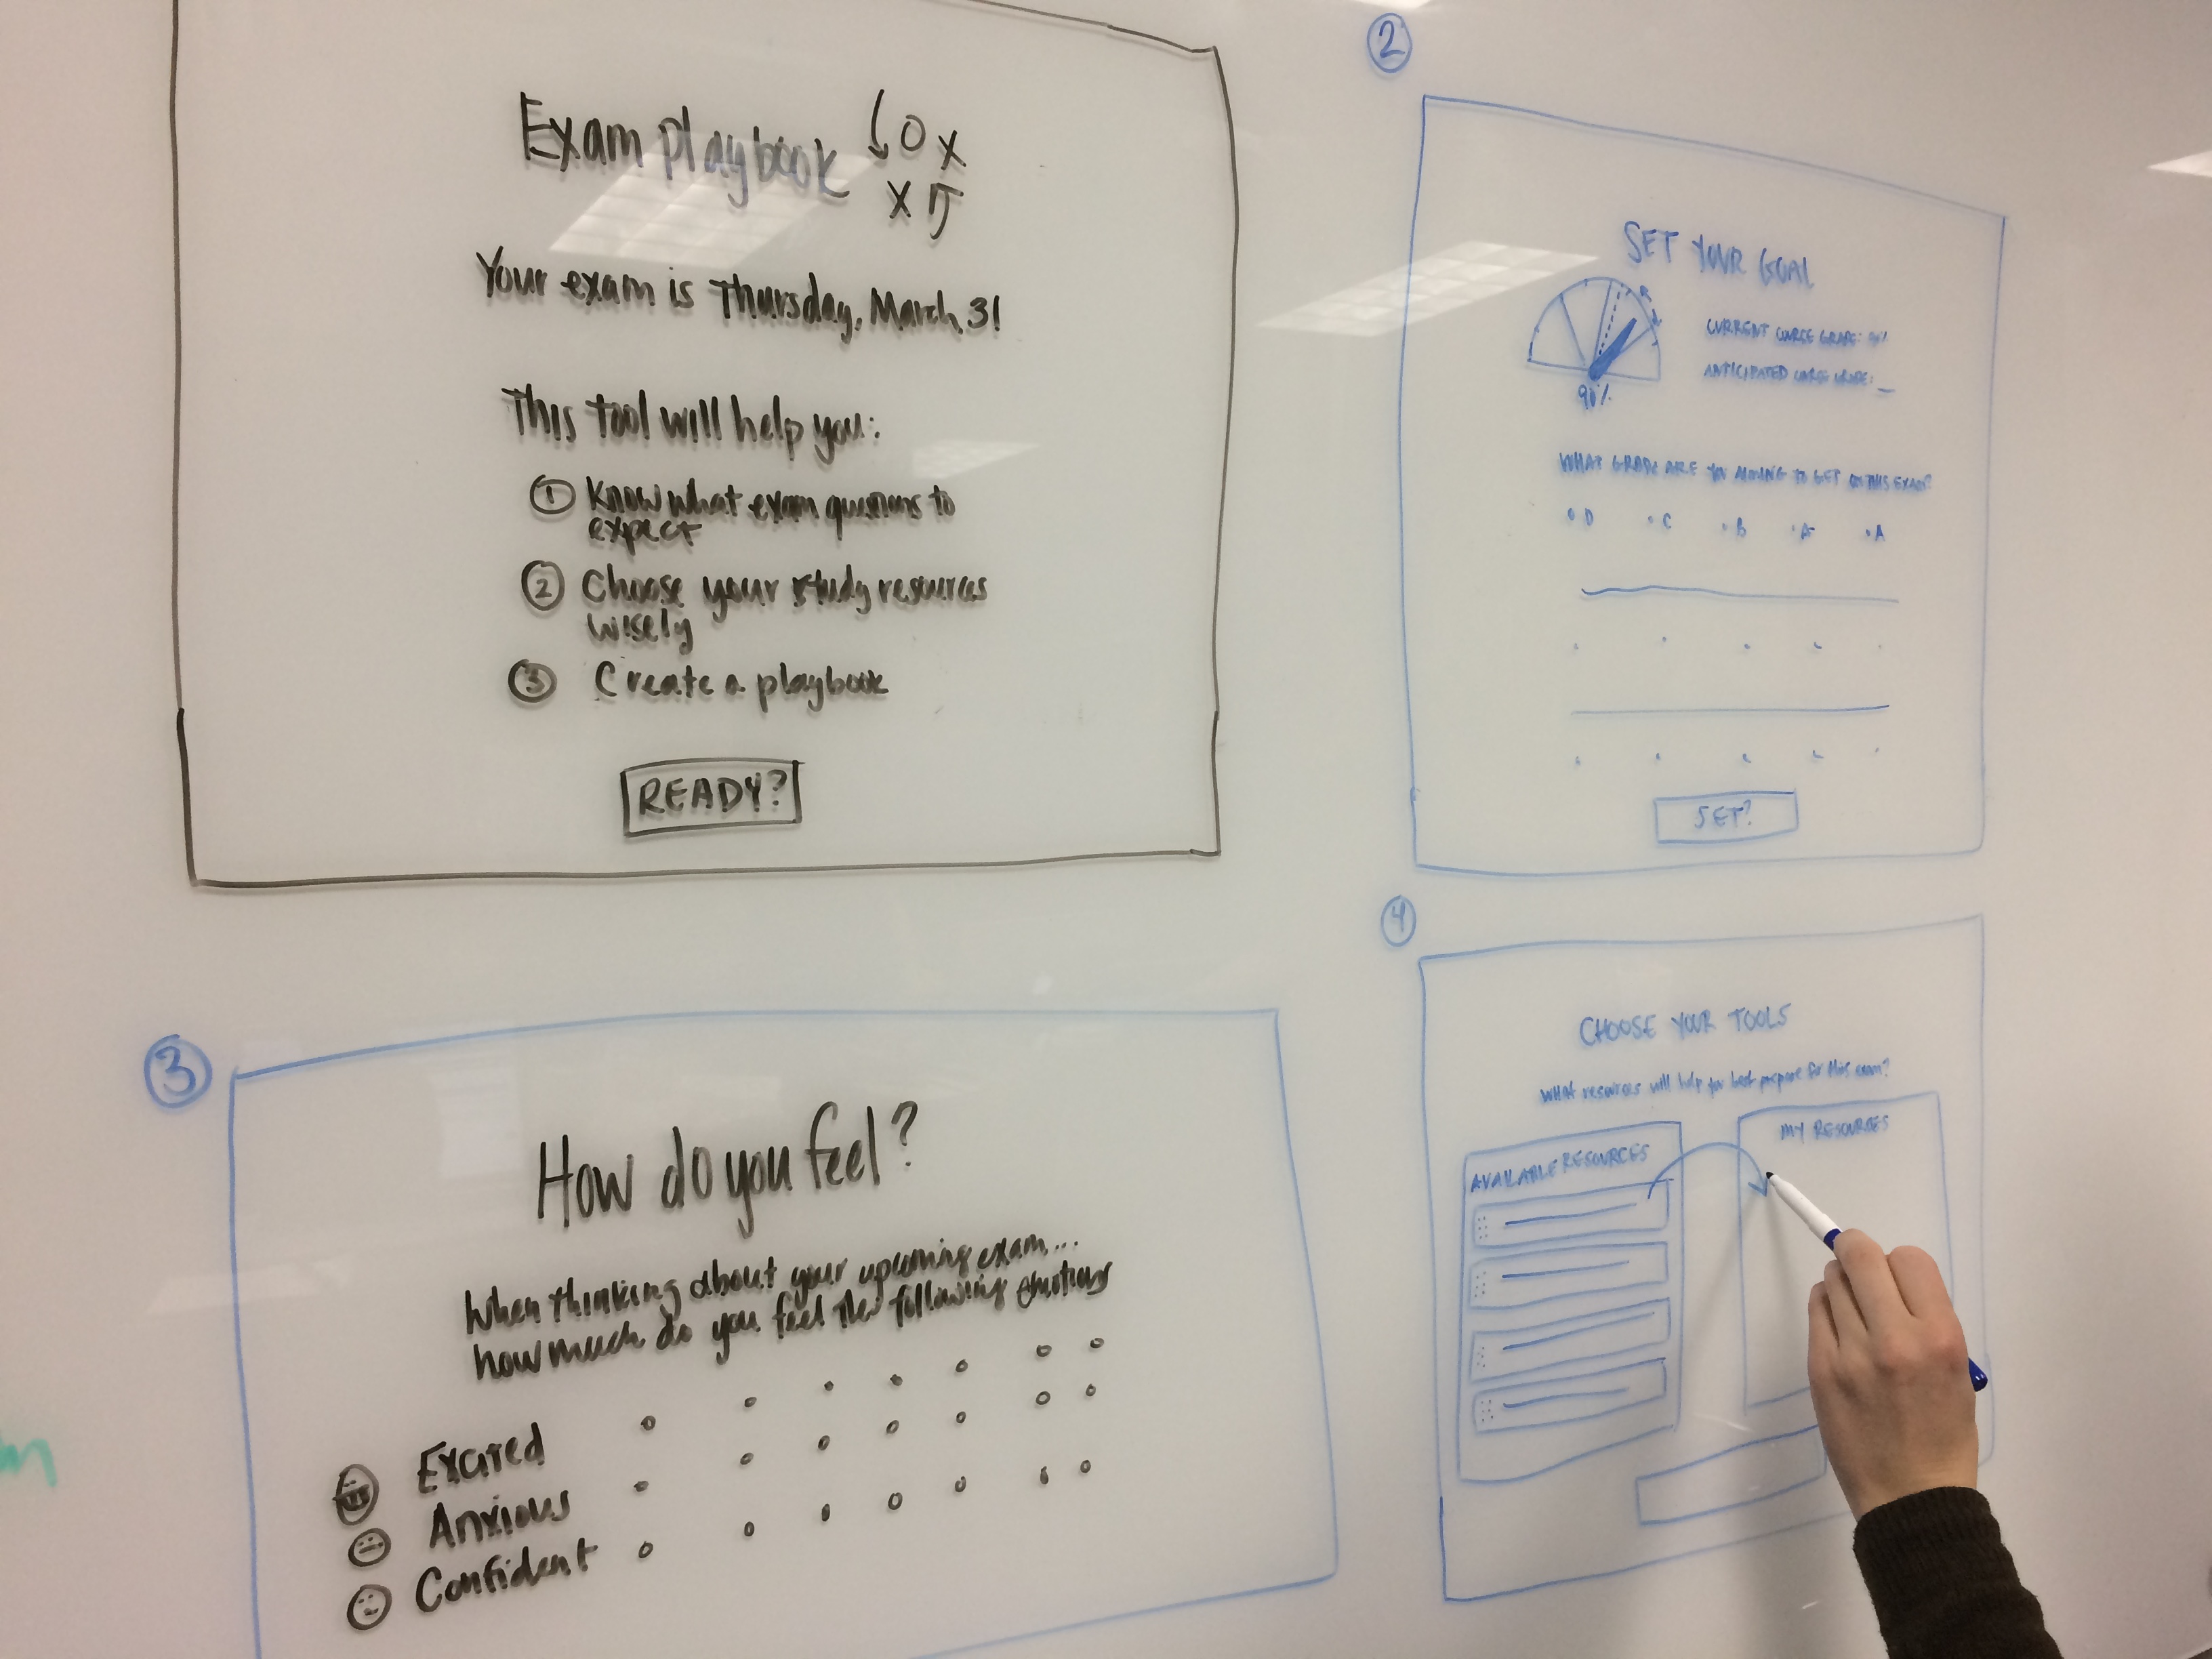 Exam playbook
Your exam is Thursday, March 31
This tool will help you:
① Know what exam questions to
expect
② Choose your study resources
wisely
③ Create a playbook
READY?
②
SET YOUR GOAL
CURRENT COURSE GRADE:
90%
ANTICIPATED COURSE GRADE: _
WHAT GRADE ARE YOU AIMING TO GET ON THIS EXAM?
D C B A- A
SET?
③
How do you feel?
When thinking about your upcoming exam...
how much do you feel the following emotions
Excited
Anxious
Confident
④
CHOOSE YOUR TOOLS
What resources will help you best prepare for this exam?
AVAILABLE RESOURCES
MY RESOURCES